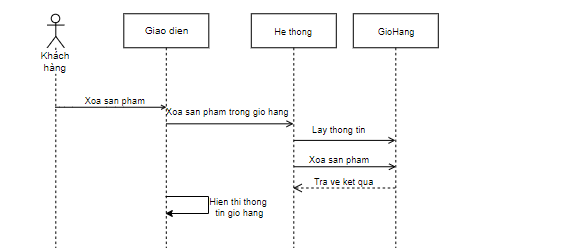 Giao dien
He thong
GioHang
Khách
hàng
Xoa san pham
Xoa san pham trong gio hang
Lay thong tin
Xoa san pham
Tra ve ket qua
Hien thi thong
tin gio hang